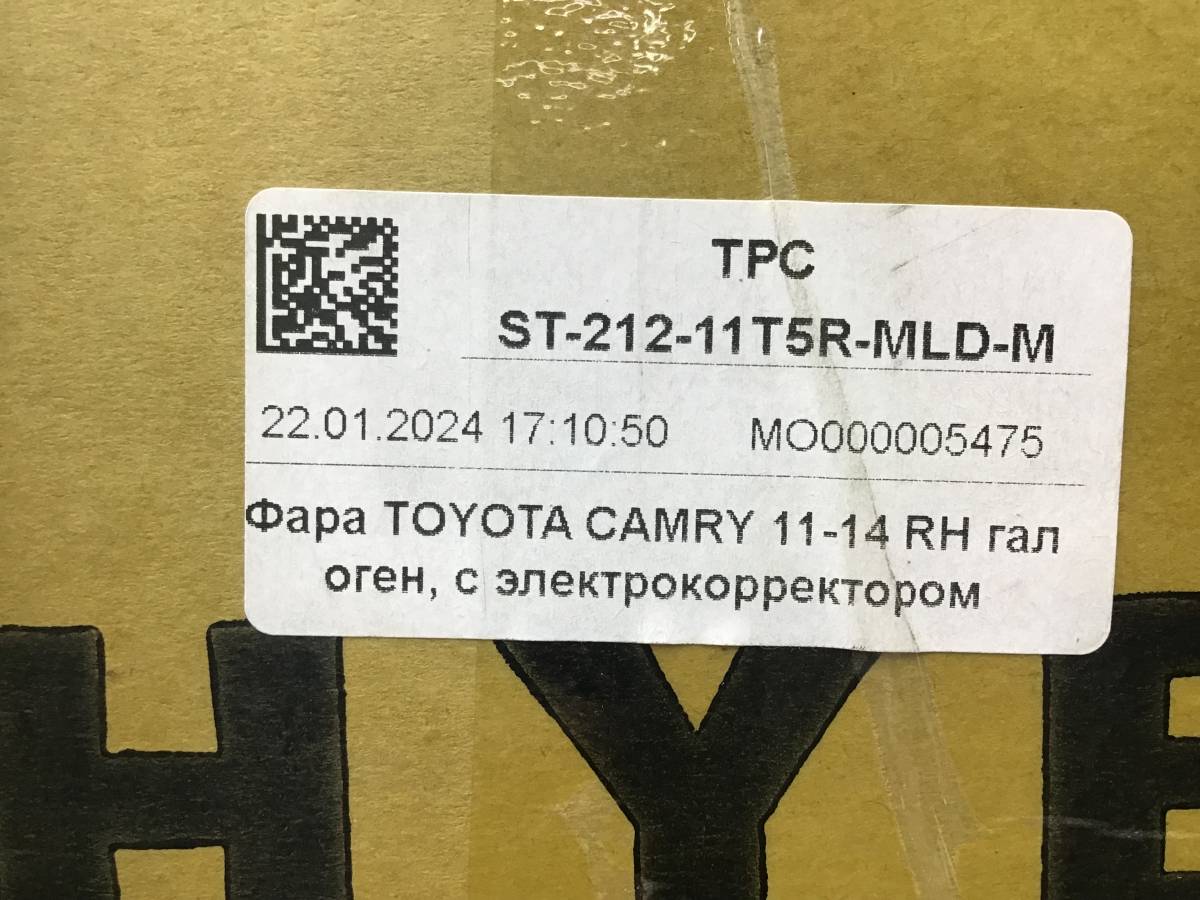 TPC
ST-212-11T5R-MLD-M
22.01.2024 17:10:50 MO000005475
Фара TOYOTA CAMRY 11-14 RH гал
оген, с электрокорректором
HYE